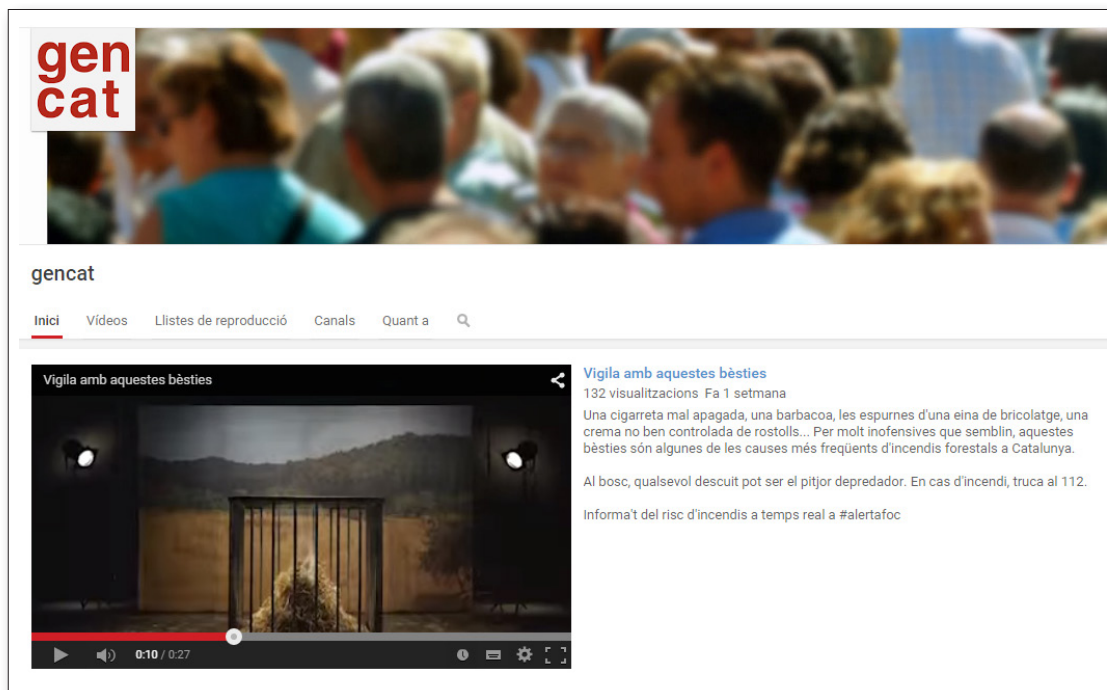 gen
cat
gencat
Inici Vídeos Llistes de reproducció Canals Quant a
Vigila amb aquestes bèsties
0:10 / 0:27
Vigila amb aquestes bèsties
132 visualitzacions Fa 1 setmana
Una cigarreta mal apagada, una barbacoa, les espurnes d'una eina de bricolatge, una
crema no ben controlada de rostolls... Per molt inofensives que semblin, aquestes
bèsties són algunes de les causes més freqüents d'incendis forestals a Catalunya.
Al bosc, qualsevol descuit pot ser el pitjor depredador. En cas d'incendi, truca al 112.
Informa't del risc d'incendis a temps real a #alertafoc